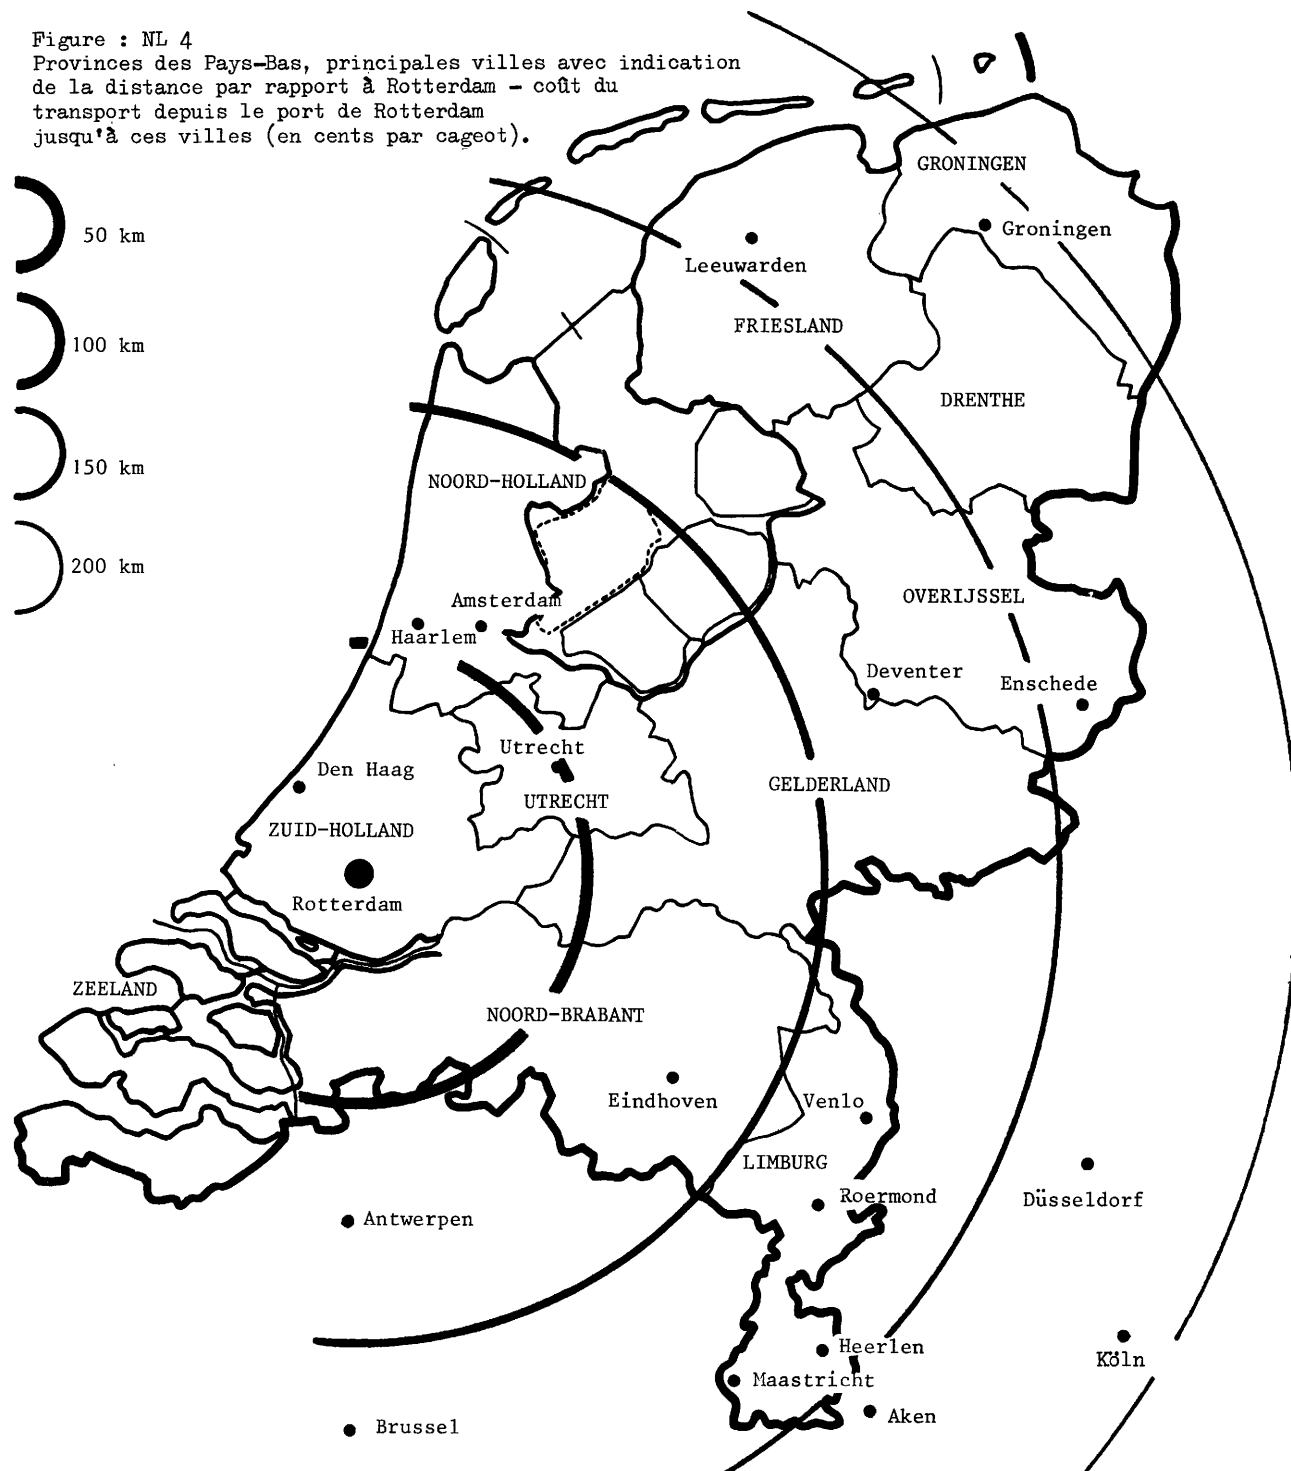 Figure : NL 4
Provinces des Pays-Bas, principales villes avec indication
de la distance par rapport à Rotterdam - coût du
transport depuis le port de Rotterdam
jusqu'à ces villes (en cents par cageot).
50 km
100 km
150 km
200 km
GRONINGEN
Groningen
Leeuwarden
FRIESLAND
DRENTHE
NOORD-HOLLAND
OVERIJSSEL
Amsterdam
Haarlem
Deventer
Enschede
Utrecht
Den Haag
GELDERLAND
UTRECHT
ZUID-HOLLAND
Rotterdam
ZEELAND
NOORD-BRABANT
Eindhoven
Venlo
LIMBURG
Roermond
Düsseldorf
Antwerpen
Heerlen
Köln
Maastricht
Aken
Brussel